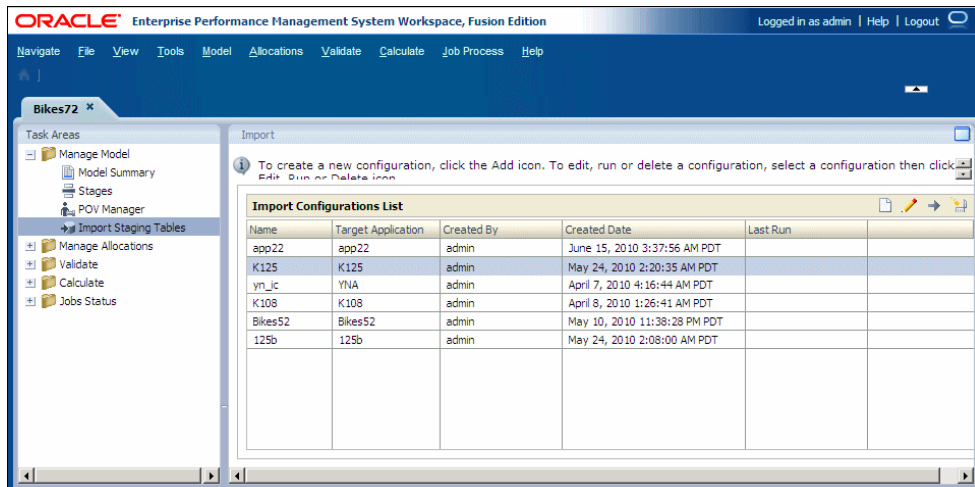 ORACLE Enterprise Performance Management System Workspace, Fusion Edition Logged in as admin | Help | Logout
Navigate File View Tools Model Allocations Validate Calculate Job Process Help
Bikes72
Task Areas
Manage Model
Model Summary
Stages
POV Manager
Import Staging Tables
Manage Allocations
Validate
Calculate
Jobs Status
Import
To create a new configuration, click the Add icon. To edit, run or delete a configuration, select a configuration then click
Edit, Run or Delete icon
Import Configurations List
Name Target Application Created By Created Date Last Run
app22 app22 admin June 15, 2010 3:37:56 AM PDT
K125 K125 admin May 24, 2010 2:20:35 AM PDT
yn_ic YNA admin April 7, 2010 4:16:44 AM PDT
K108 K108 admin April 8, 2010 1:26:41 AM PDT
Bikes52 Bikes52 admin May 10, 2010 11:38:28 PM PDT
125b 125b admin May 24, 2010 2:08:00 AM PDT